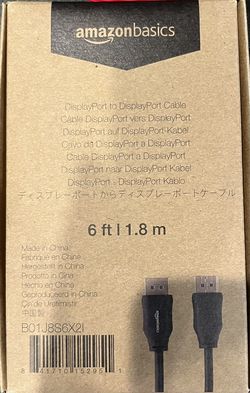 amazonbasics
DisplayPort to DisplayPort Cable
Câble DisplayPort vers DisplayPort
DisplayPort auf DisplayPort-Kabel
Cavo da DisplayPort a DisplayPort
Cable DisplayPort a DisplayPort
DisplayPort naar DisplayPort Kabel
DisplayPort - DisplayPort Kablo
ディスプレーポートからディスプレーポートケーブル
6 ft | 1.8 m
Made in China
Fabriqué en Chine
Hergestellt in China
Prodotto in Cina
Hecho en China
Geproduceerd in China
Çin'de Üretilmiştir
中国製
B01J8S6X2I
8 41710 15295 1